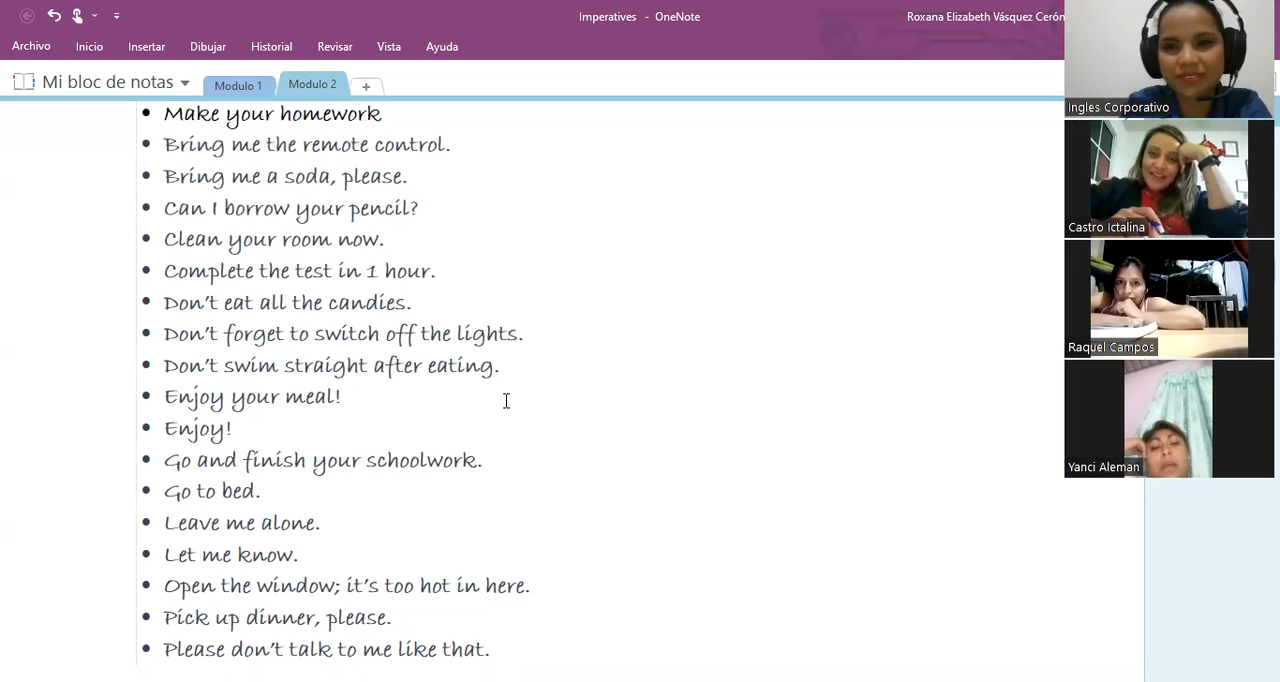 Imperatives - OneNote
Roxana Elizabeth Vásquez Cerón
Archivo Inicio Insertar Dibujar Historial Revisar Vista Ayuda
Mi bloc de notas Modulo 1 Modulo 2 +
• Make your homework
• Bring me the remote control.
• Bring me a soda, please.
• Can I borrow your pencil?
• Clean your room now.
• Complete the test in 1 hour.
• Don't eat all the candies.
• Don't forget to switch off the lights.
• Don't swim straight after eating.
• Enjoy your meal!
• Enjoy!
• Go and finish your schoolwork.
• Go to bed.
• Leave me alone.
• Let me know.
• Open the window; it's too hot in here.
• Pick up dinner, please.
• Please don't talk to me like that.
Ingles Corporativo
Castro Ictalina
Raquel Campos
Yanci Aleman